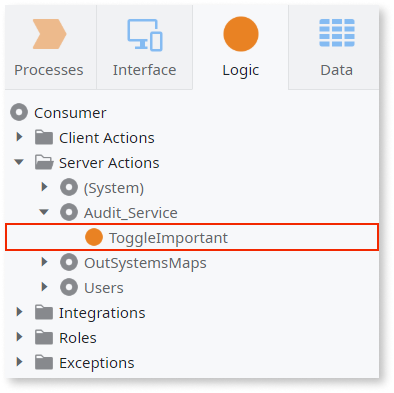 Processes
Interface
Logic
Data
Consumer
Client Actions
Server Actions
(System)
Audit_Service
ToggleImportant
OutSystemsMaps
Users
Integrations
Roles
Exceptions